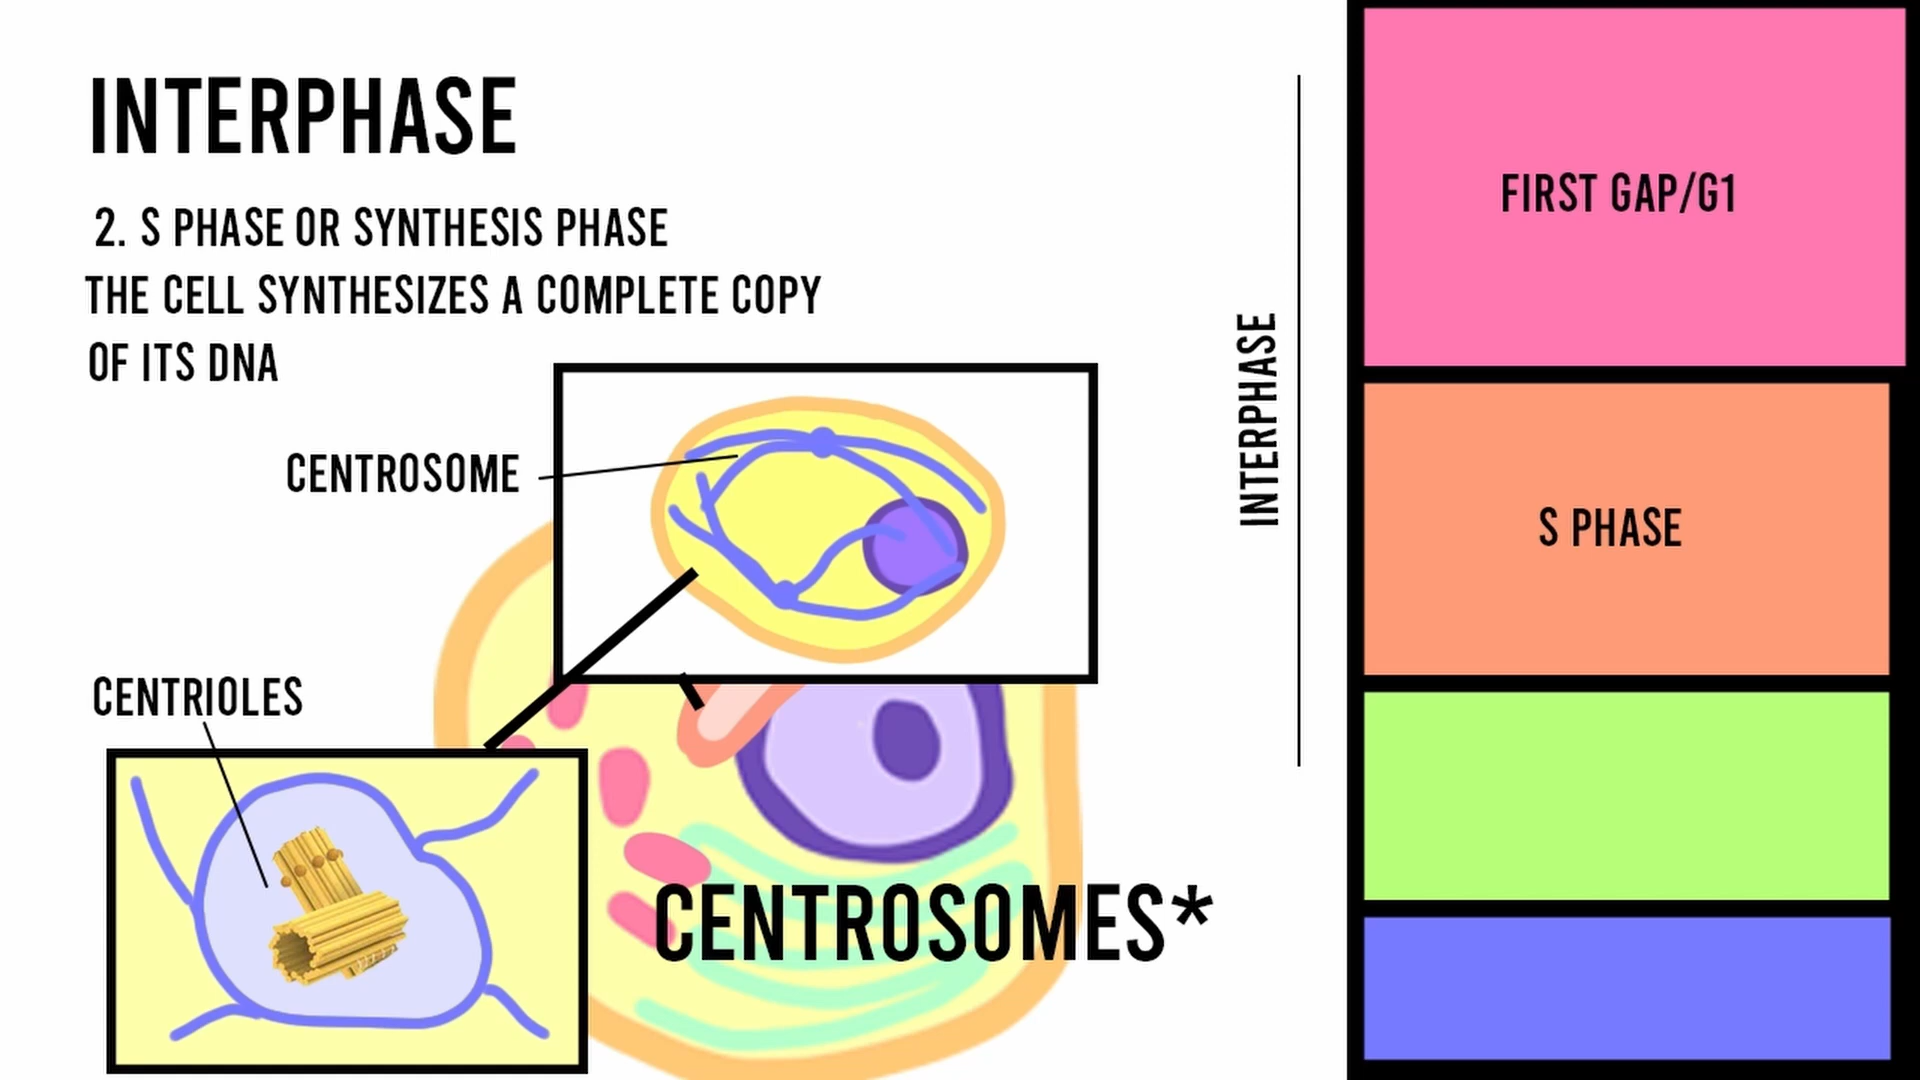 INTERPHASE
2. S PHASE OR SYNTHESIS PHASE
THE CELL SYNTHESIZES A COMPLETE COPY
OF ITS DNA
CENTROSOME
CENTRIOLES
CENTROSOMES*
INTERPHASE
FIRST GAP/G1
S PHASE